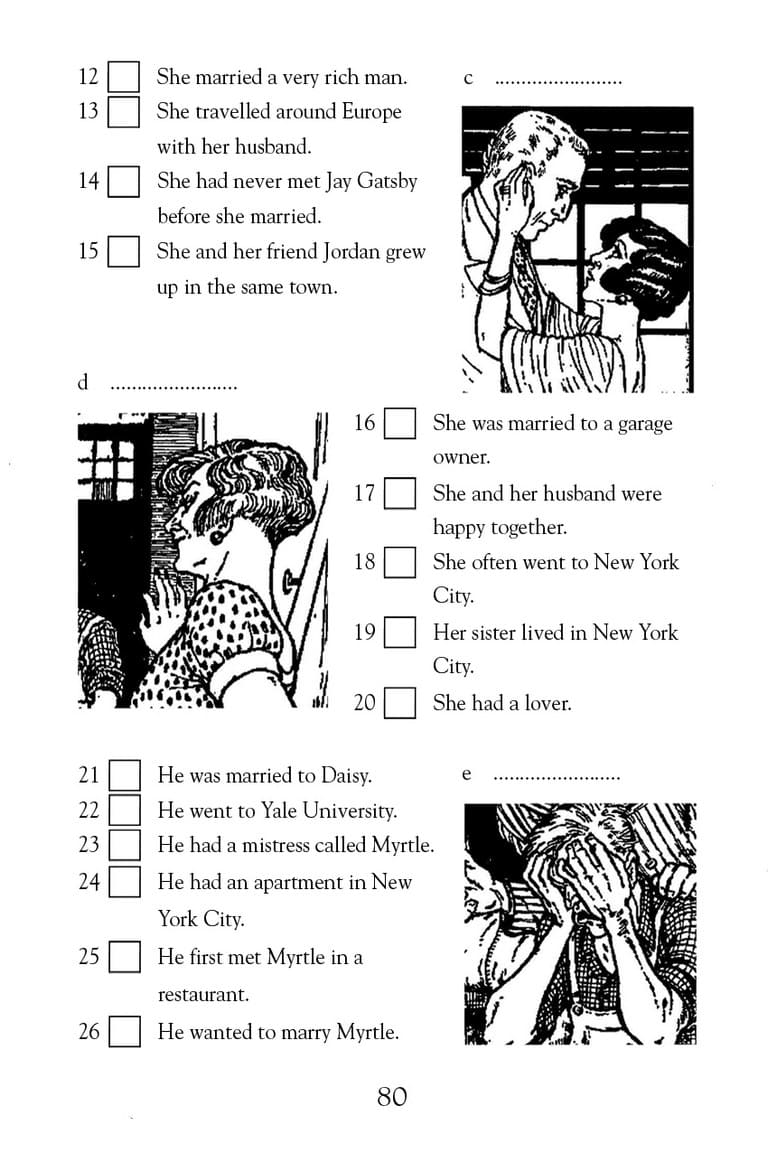 12 She married a very rich man.
c ........................
13 She travelled around Europe
with her husband.
14 She had never met Jay Gatsby
before she married.
15 She and her friend Jordan grew
up in the same town.
d ........................
16 She was married to a garage
owner.
17 She and her husband were
happy together.
18 She often went to New York
City.
19 Her sister lived in New York
City.
20 She had a lover.
21 He was married to Daisy.
e ........................
22 He went to Yale University.
23 He had a mistress called Myrtle.
24 He had an apartment in New
York City.
25 He first met Myrtle in a
restaurant.
26 He wanted to marry Myrtle.
80